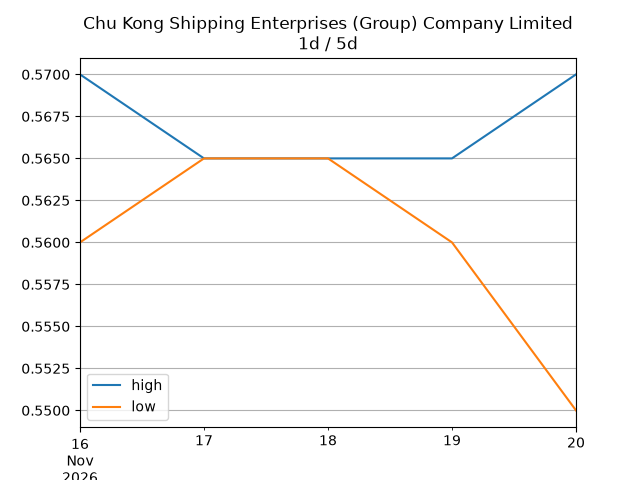 Chu Kong Shipping Enterprises (Group) Company Limited
1d / 5d
0.5700
0.5675
0.5650
0.5625
0.5600
0.5575
0.5550
0.5525
0.5500
high
low
16 17 18 19 20
Nov
2026